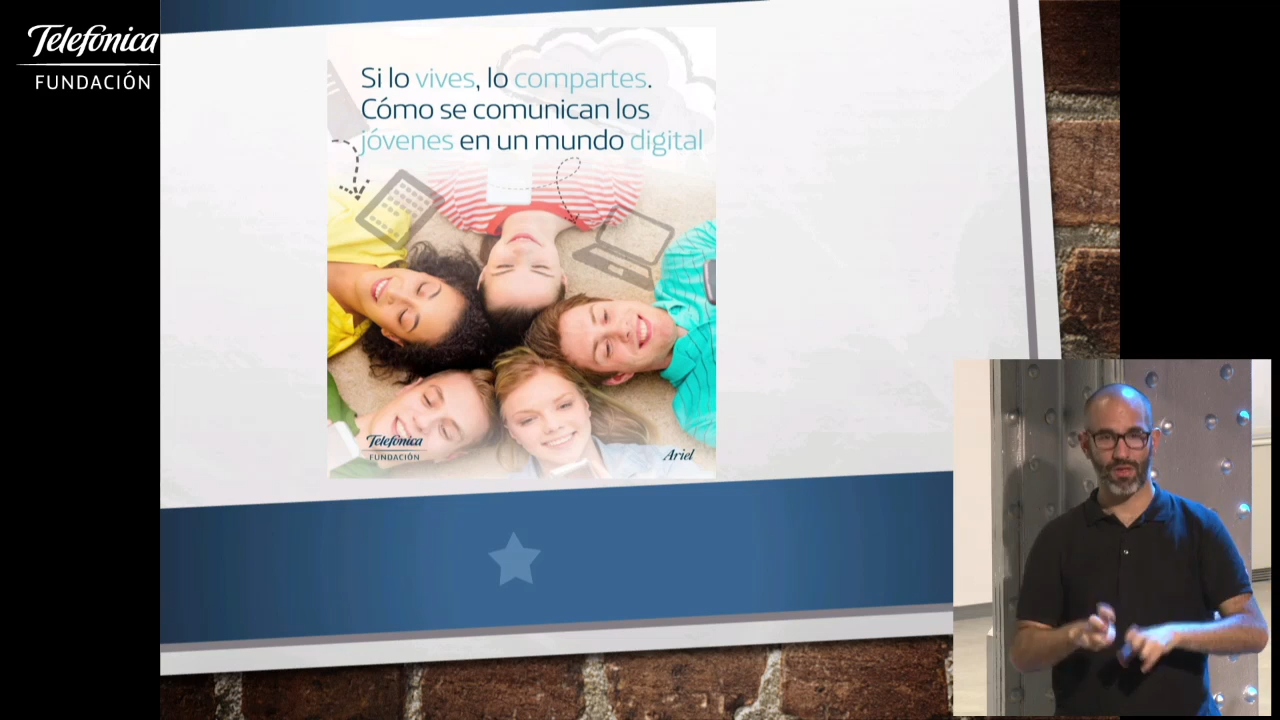 Telefónica
FUNDACIÓN
Si lo vives, lo compartes.
Cómo se comunican los
jóvenes en un mundo digital
Telefónica
FUNDACIÓN
Ariel